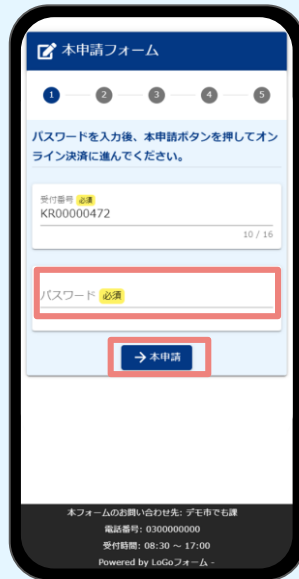 本申請フォーム
1 2 3 4 5
パスワードを入力後、本申請ボタンを押してオン
ライン決済に進んでください。
受付番号 必須
KR00000472
10 / 16
パスワード 必須
→本申請
本フォームのお問い合わせ先: デモ市でも課
電話番号: 0300000000
受付時間: 08:30 ～ 17:00
Powered by LoGoフォーム -